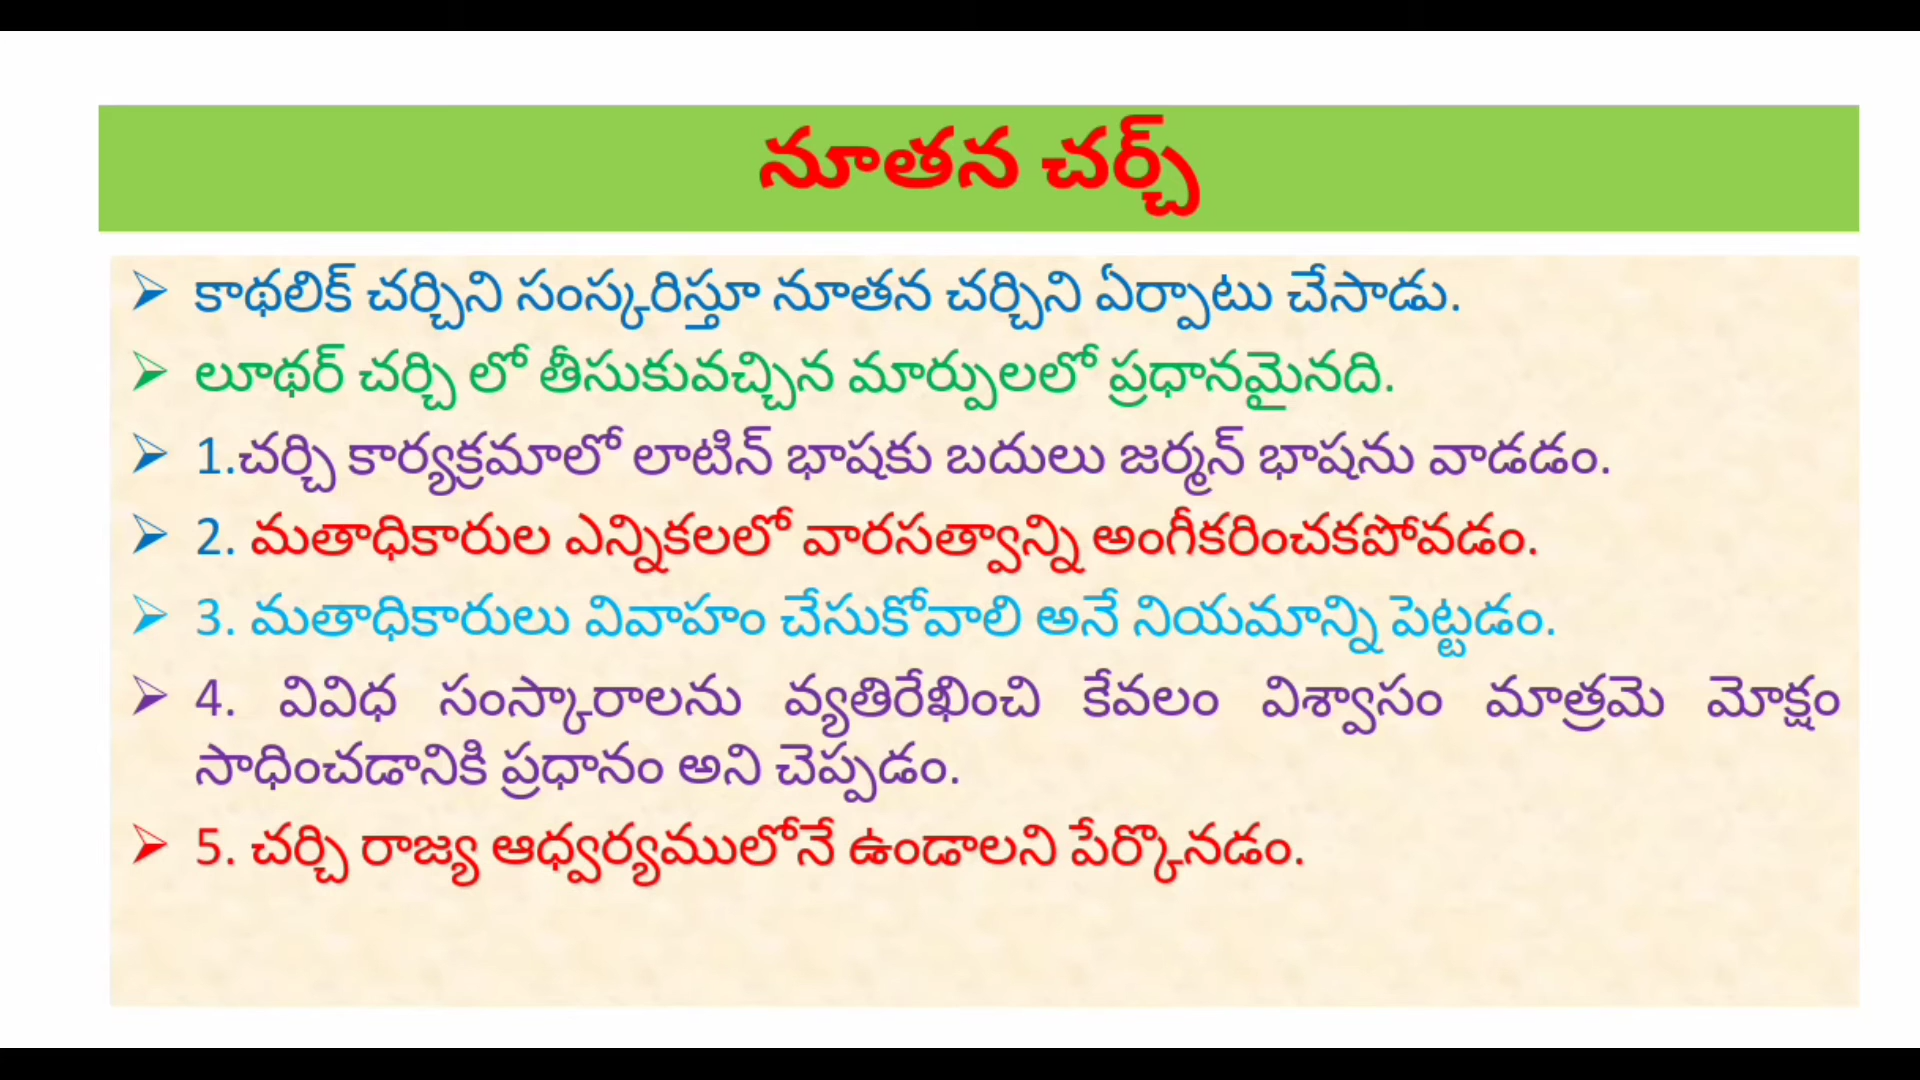 నూతన చర్చ్
కాథలిక్ చర్చిని సంస్కరిస్తూ నూతన చర్చిని ఏర్పాటు చేసాడు.
లూథర్ చర్చి లో తీసుకువచ్చిన మార్పులలో ప్రధానమైనది.
1.చర్చి కార్యక్రమాలో లాటిన్ భాషకు బదులు జర్మన్ భాషను వాడడం.
2. మతాధికారుల ఎన్నికలలో వారసత్వాన్ని అంగీకరించకపోవడం.
3. మతాధికారులు వివాహం చేసుకోవాలి అనే నియమాన్ని పెట్టడం.
4. వివిధ సంస్కారాలను వ్యతిరేఖించి కేవలం విశ్వాసం మాత్రమె మోక్షం
సాధించడానికి ప్రధానం అని చెప్పడం.
5. చర్చి రాజ్య ఆధ్వర్యములోనే ఉండాలని పేర్కొనడం.